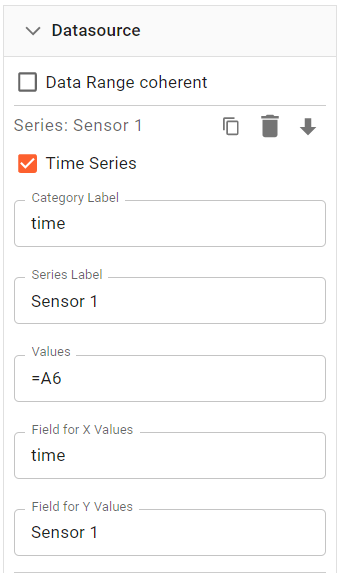 Datasource
Data Range coherent
Series: Sensor 1
Time Series
Category Label
time
Series Label
Sensor 1
Values
=A6
Field for X Values
time
Field for Y Values
Sensor 1